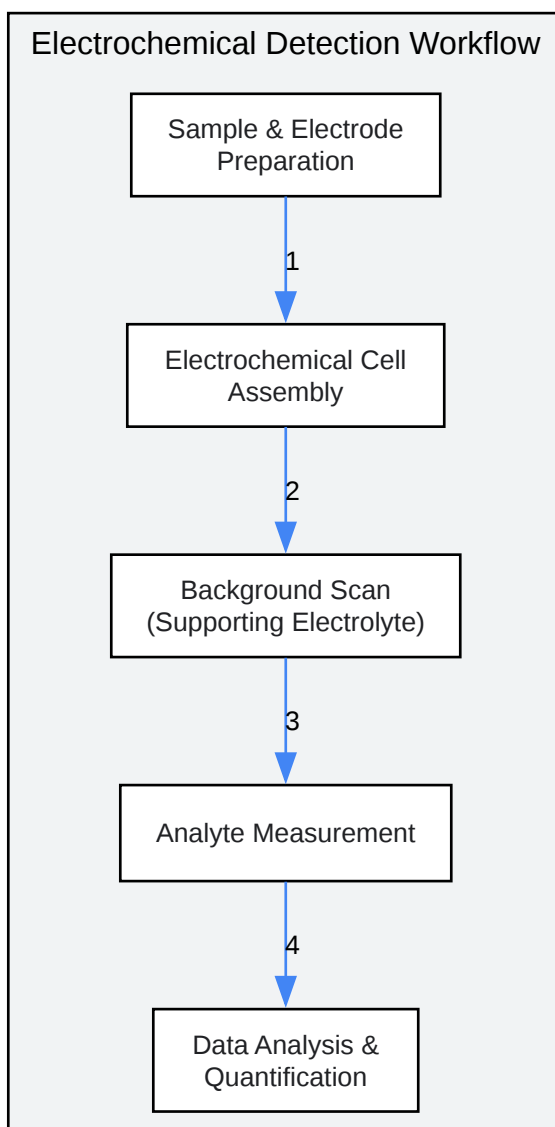 Electrochemical Detection Workflow
Sample & Electrode
Preparation
1
Electrochemical Cell
Assembly
2
Background Scan
(Supporting Electrolyte)
3
Analyte Measurement
4
Data Analysis &
Quantification